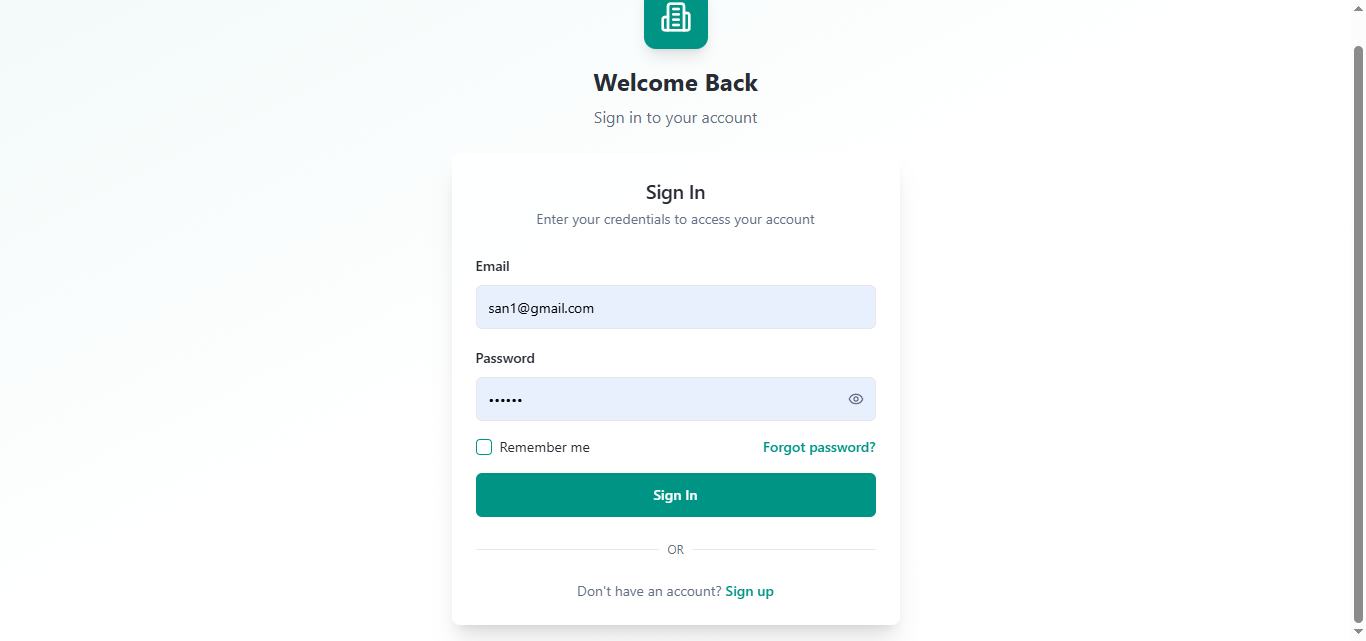 Welcome Back
Sign in to your account
Sign In
Enter your credentials to access your account
Email
san1@gmail.com
Password
••••••
Remember me
Forgot password?
Sign In
OR
Don't have an account? Sign up